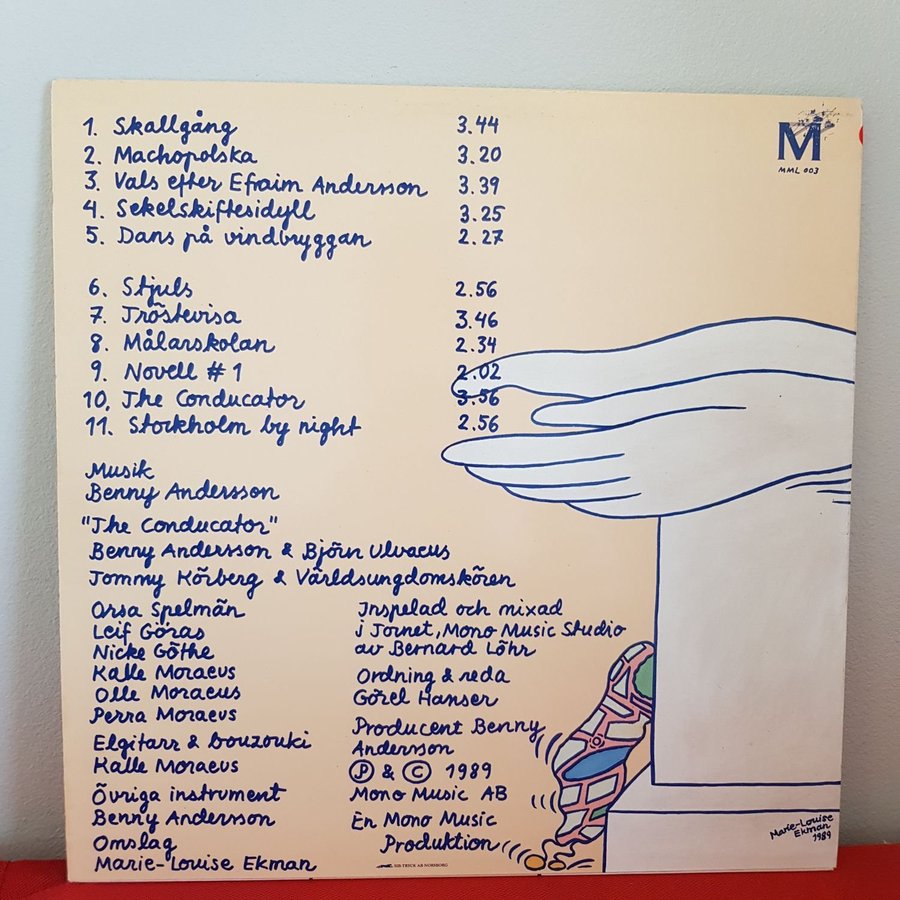 1. Skallgång 3.44
2. Machopolska 3.20
3. Vals efter Efraim Andersson 3.39
4. Sekelskiftesidyll 3.25
5. Dans på vindbryggan 2.27
6. Stjuls 2.56
7. Tröstevisa 3.46
8. Målarskolan 2.34
9. Novell #1 2.02
10. The Conducator 3.56
11. Stockholm by night 2.56
M
MML 003
Musik
Benny Andersson
"The Conducator"
Benny Andersson & Björn Ulvaeus
Tommy Körberg & Världsungdomskören
Orsa Spelmän
Leif Göras
Nicke Göthe
Kalle Moraeus
Olle Moraeus
Perra Moraeus
Elgitarr & bouzouki
Kalle Moraeus
Övriga instrument
Benny Andersson
Omslag
Marie-Louise Ekman
Inspelad och mixad
i Tornet, Mono Music Studio
av Bernard Löhr
Ordning & reda
Görel Hanser
Producent Benny
Andersson
Ⓟ & © 1989
Mono Music AB
En Mono Music
Produktion
NIB-TRYCK AB NORSBORG
Marie-Louise
Ekman
1989